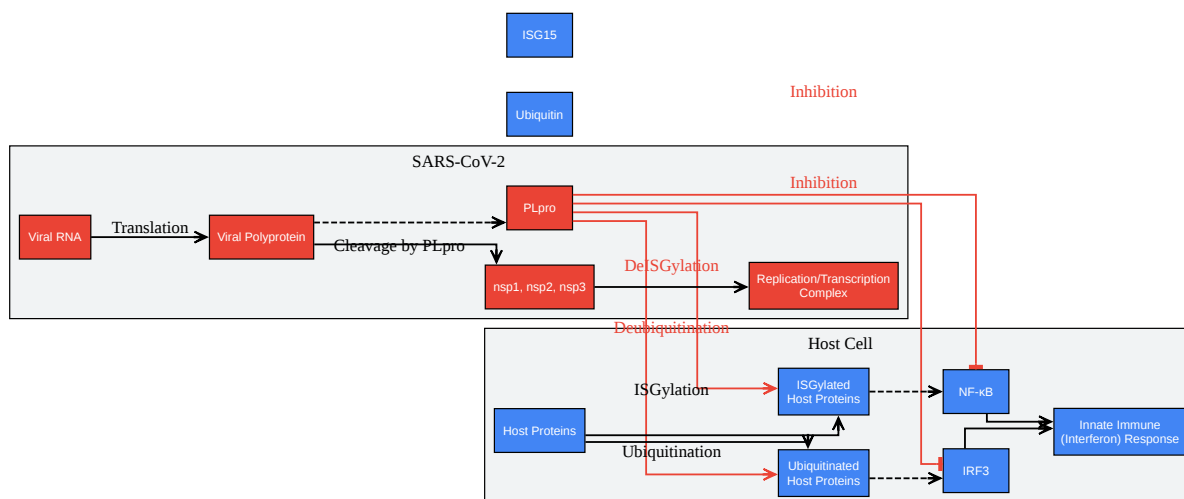 ISG15
Inhibition
Ubiquitin
SARS-CoV-2
Inhibition
PLpro
Translation
Viral RNA
Viral Polyprotein
Cleavage by PLpro
DeISGylation
nsp1, nsp2, nsp3
Replication/Transcription
Complex
Deubiquitination
Host Cell
ISGylation
ISGylated
Host Proteins
NF-κB
Host Proteins
Innate Immune
(Interferon) Response
Ubiquitination
Ubiquitinated
Host Proteins
IRF3